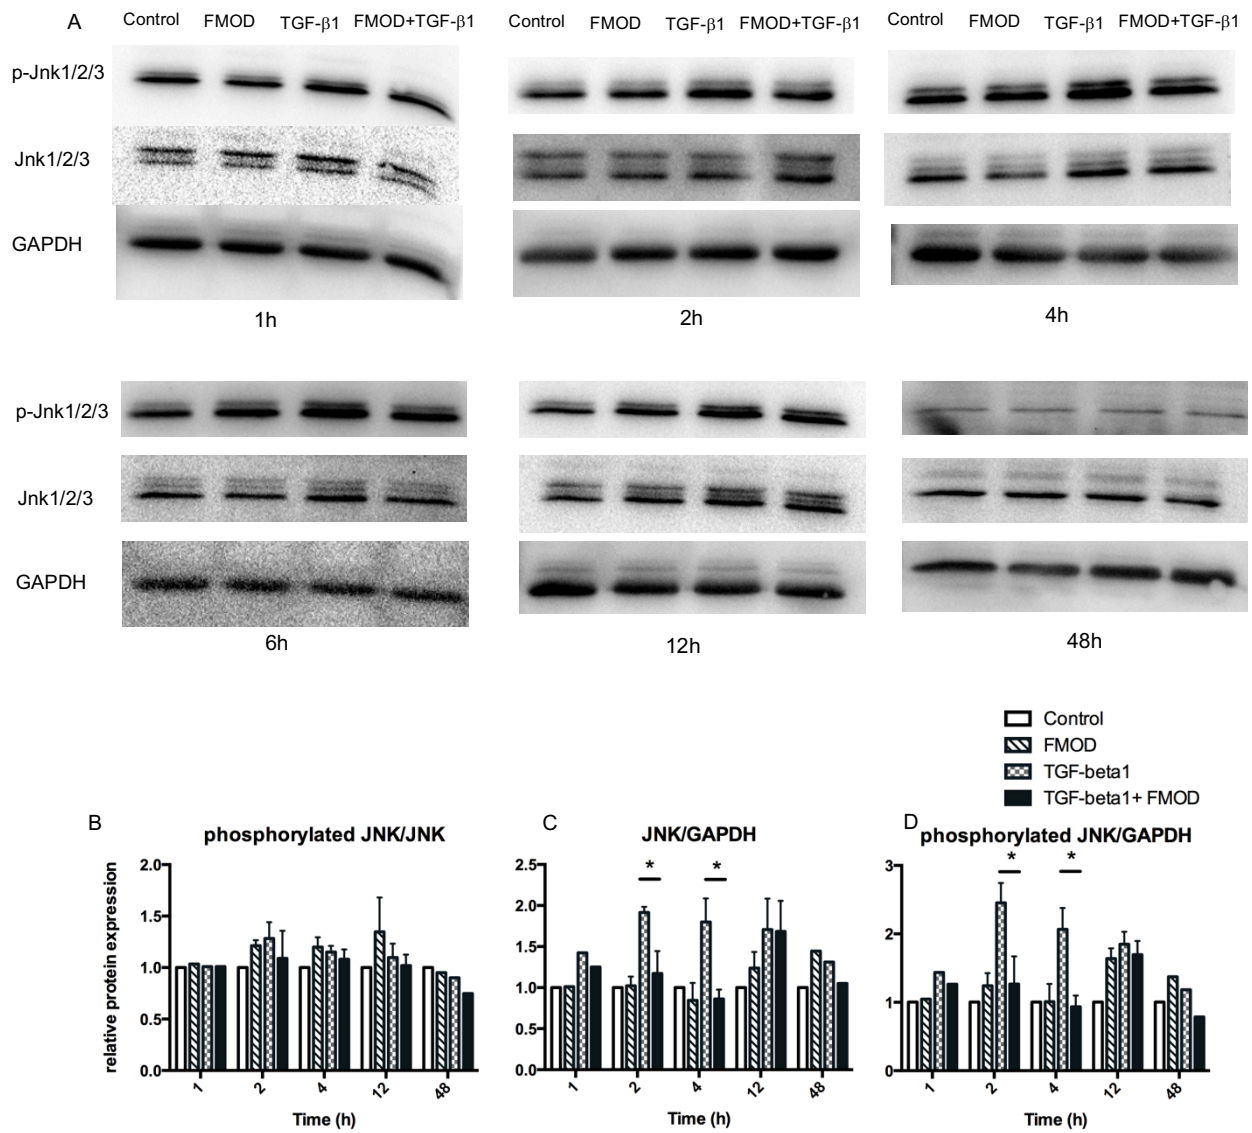 A
Control FMOD TGF-β1 FMOD+TGF-β1
Control FMOD TGF-β1 FMOD+TGF-β1
Control FMOD TGF-β1 FMOD+TGF-β1
p-Jnk1/2/3
Jnk1/2/3
GAPDH
1h 2h 4h
p-Jnk1/2/3
Jnk1/2/3
GAPDH
6h 12h 48h
Control
FMOD
TGF-beta1
TGF-beta1+ FMOD
B
phosphorylated JNK/JNK
relative protein expression
2.0
1.5
1.0
0.5
0.0
1 2 4 12 48
Time (h)
C
JNK/GAPDH
* *
2.5
2.0
1.5
1.0
0.5
0.0
1 2 4 12 48
Time (h)
D
phosphorylated JNK/GAPDH
* *
3
2
1
0
1 2 4 12 48
Time (h)